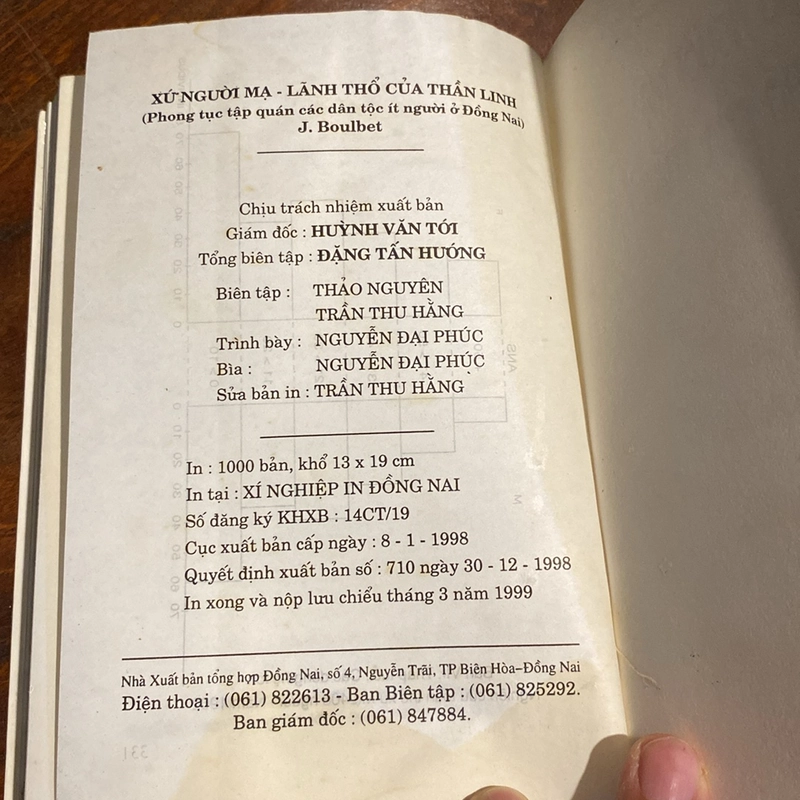 XỨ NGƯỜI MẠ - LÃNH THỔ CỦA THẦN LINH
(Phong tục tập quán các dân tộc ít người ở Đồng Nai)
J. Boulbet
Chịu trách nhiệm xuất bản
Giám đốc : HUỲNH VĂN TỚI
Tổng biên tập : ĐẶNG TẤN HƯỚNG
Biên tập : THẢO NGUYÊN
TRẦN THU HẰNG
Trình bày : NGUYỄN ĐẠI PHÚC
Bìa : NGUYỄN ĐẠI PHÚC
Sửa bản in : TRẦN THU HẰNG
In : 1000 bản, khổ 13 x 19 cm
In tại : XÍ NGHIỆP IN ĐỒNG NAI
Số đăng ký KHXB : 14CT/19
Cục xuất bản cấp ngày : 8 - 1 - 1998
Quyết định xuất bản số : 710 ngày 30 - 12 - 1998
In xong và nộp lưu chiểu tháng 3 năm 1999
Nhà Xuất bản tổng hợp Đồng Nai, số 4, Nguyễn Trãi, TP Biên Hòa–Đồng Nai
Điện thoại : (061) 822613 - Ban Biên tập : (061) 825292.
Ban giám đốc : (061) 847884.